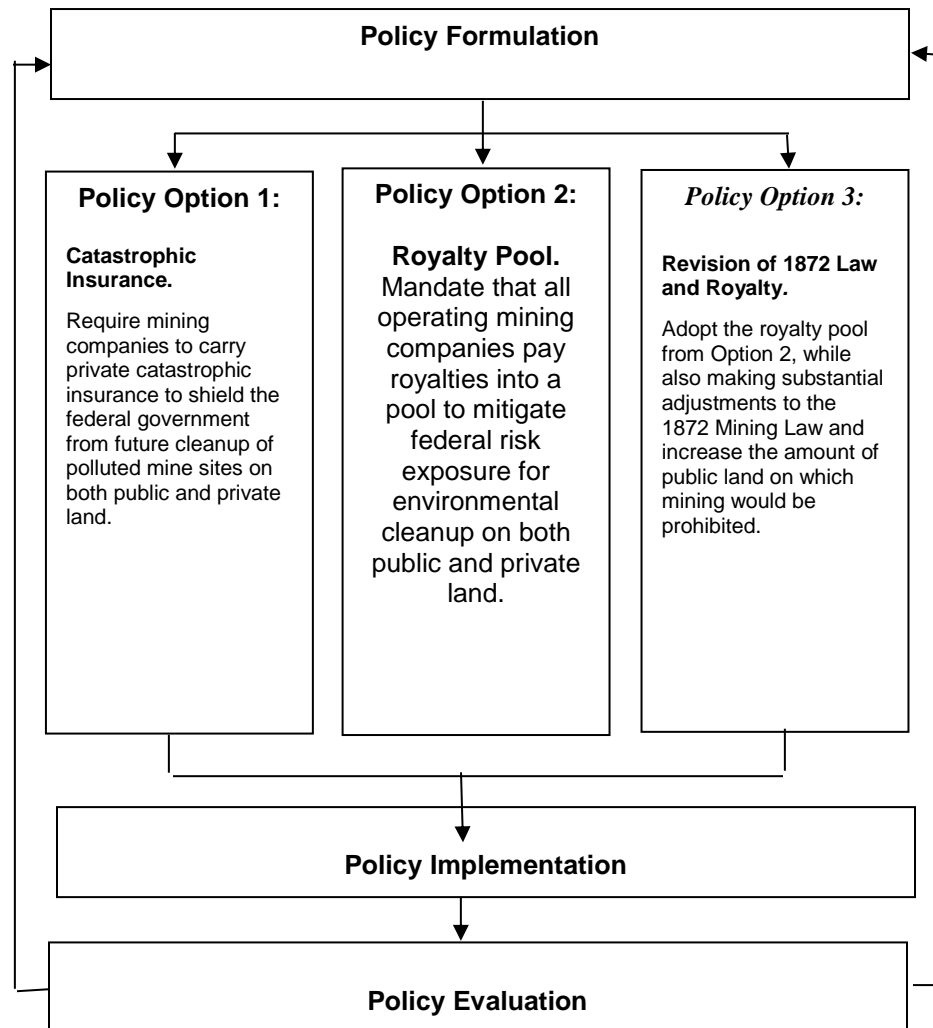 Policy Formulation
Policy Option 1:
Catastrophic
Insurance.
Require mining
companies to carry
private catastrophic
insurance to shield the
federal government
from future cleanup of
polluted mine sites on
both public and private
land.
Policy Option 2:
Royalty Pool.
Mandate that all
operating mining
companies pay
royalties into a
pool to mitigate
federal risk
exposure for
environmental
cleanup on both
public and private
land.
Policy Option 3:
Revision of 1872 Law
and Royalty.
Adopt the royalty pool
from Option 2, while
also making substantial
adjustments to the
1872 Mining Law and
increase the amount of
public land on which
mining would be
prohibited.
Policy Implementation
Policy Evaluation